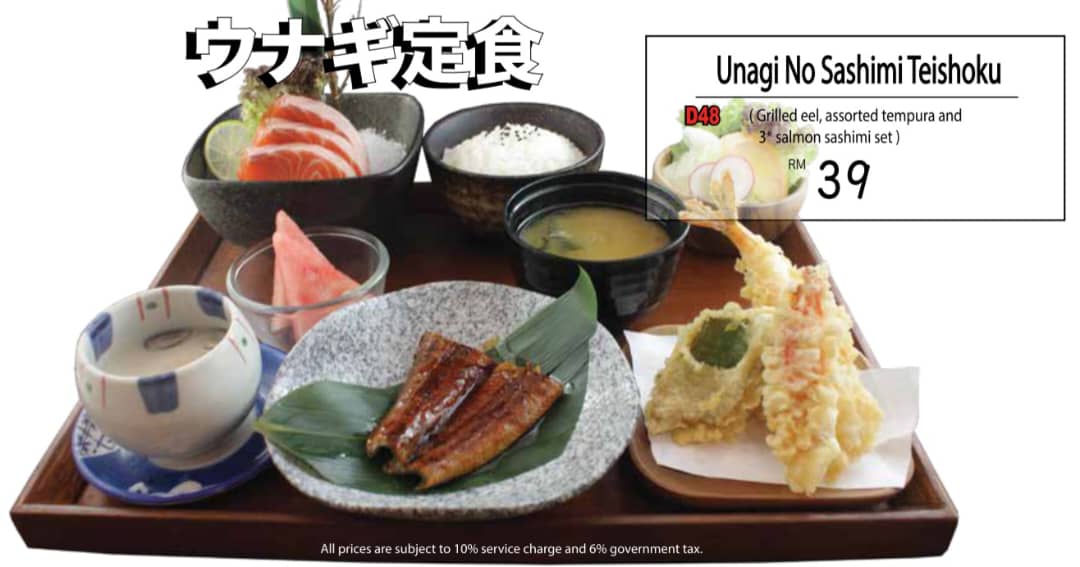 ウナギ定食
Unagi No Sashimi Teishoku
D48 ( Grilled eel, assorted tempura and
3* salmon sashimi set )
RM 39
All prices are subject to 10% service charge and 6% government tax.